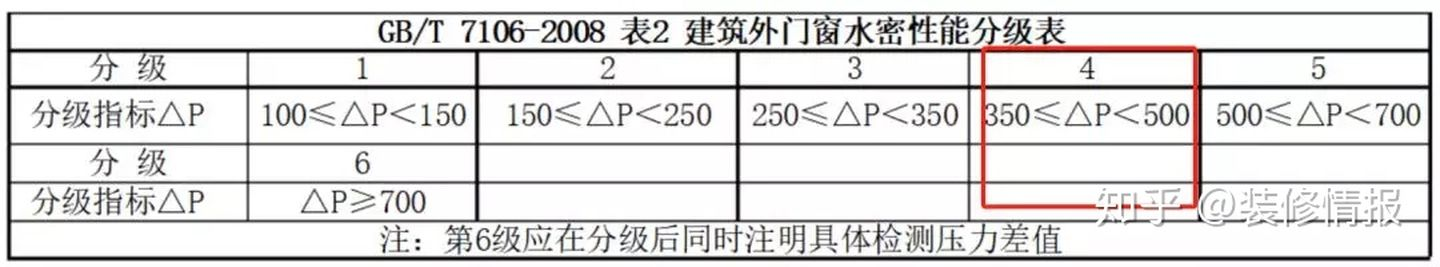 GB/T 7106-2008 表2 建筑外门窗水密性能分级表
分 级 1 2 3 4 5
分级指标△P 100≤△P<150 150≤△P<250 250≤△P<350 350≤△P<500 500≤△P<700
分 级 6
分级指标△P △P≥700
注：第6级应在分级后同时注明具体检测压力差值
知乎 @装修情报